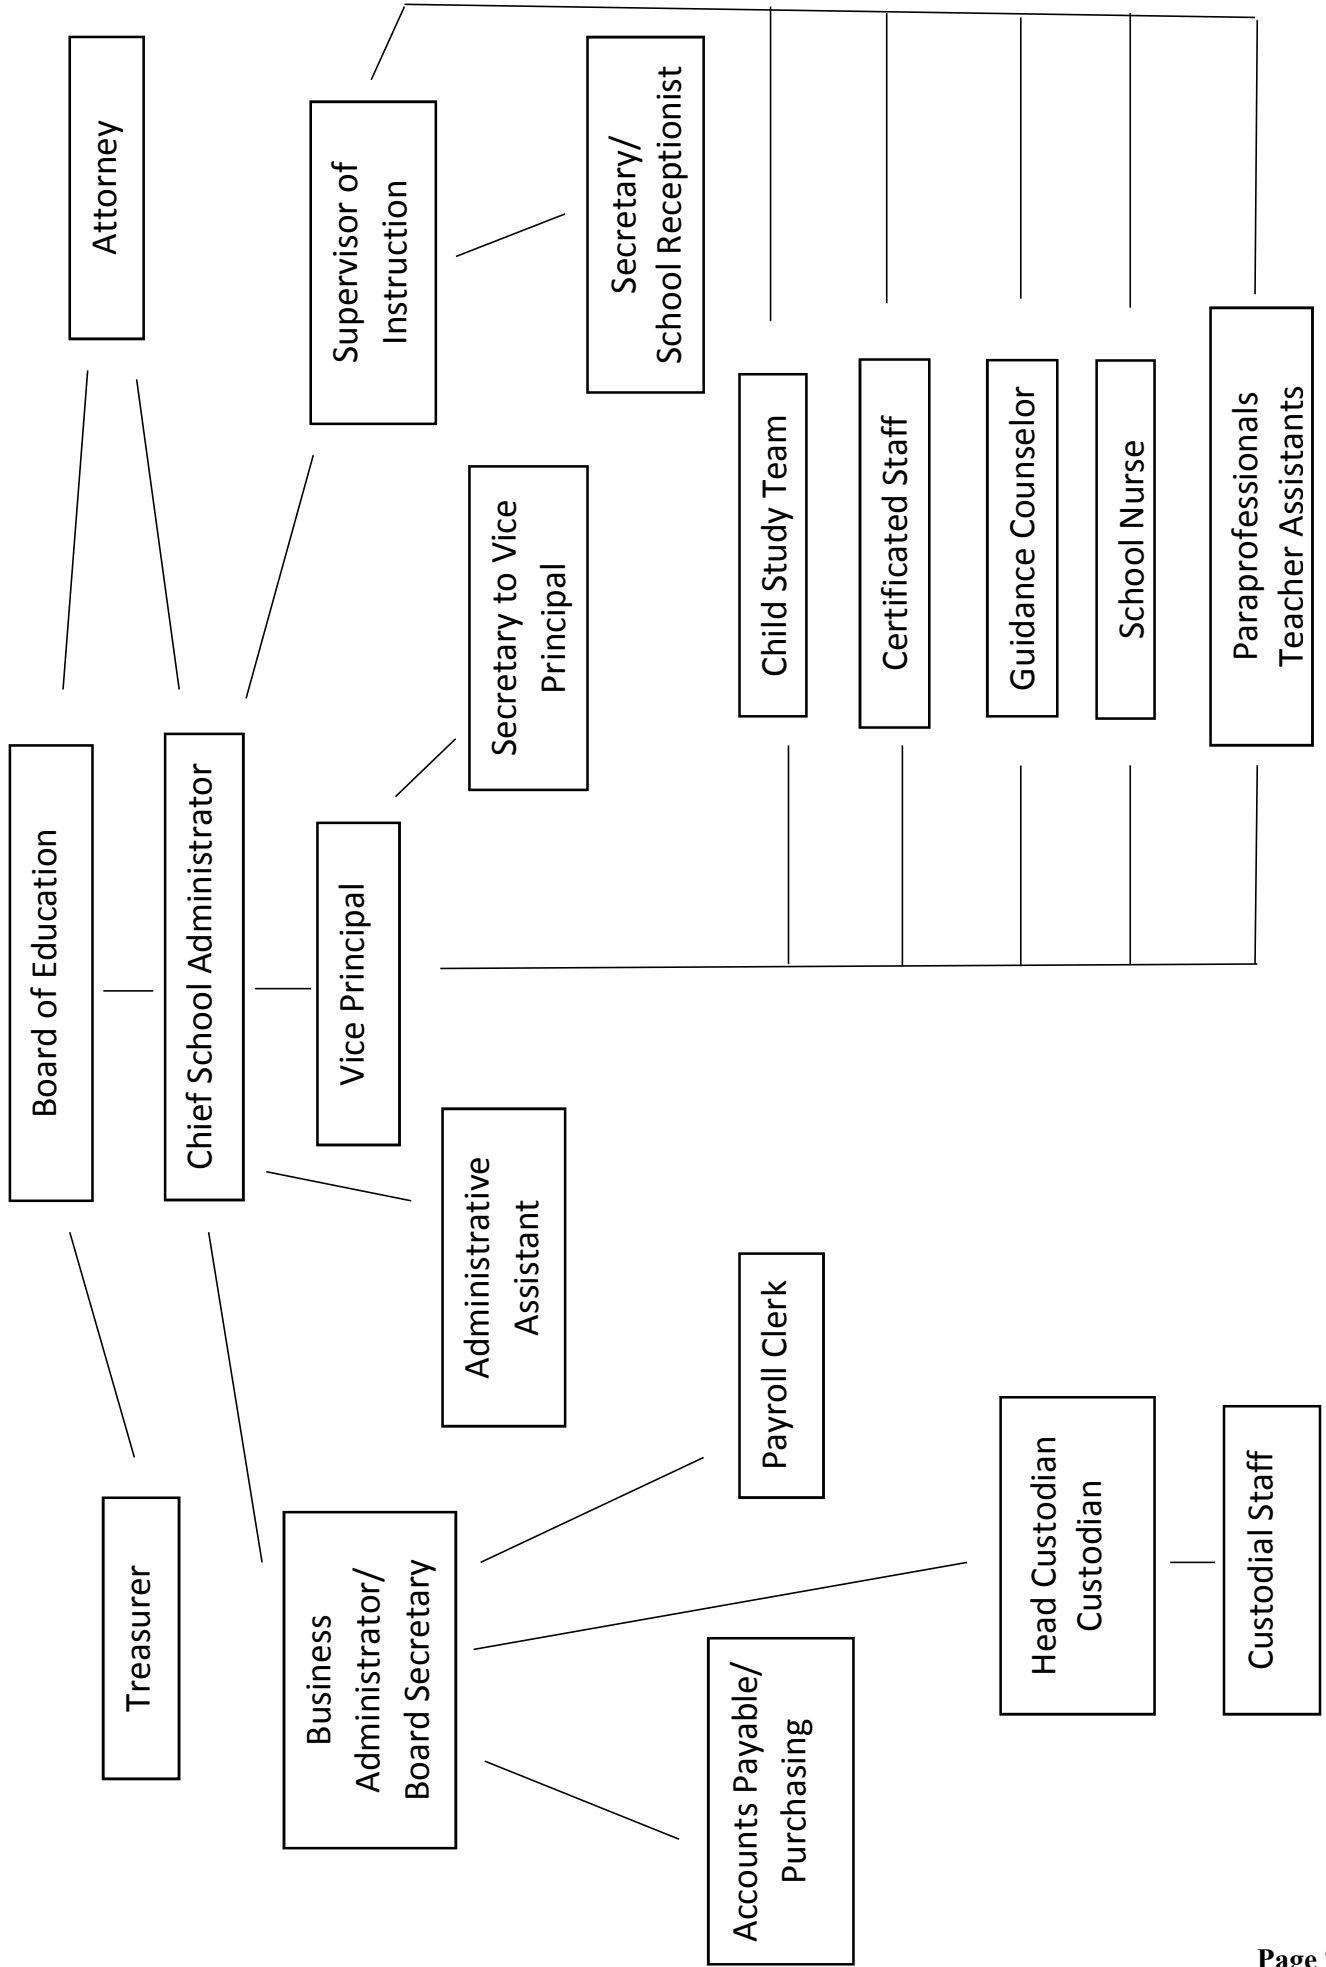 Board of Education
Treasurer
Attorney
Chief School Administrator
Business
Administrator/
Board Secretary
Vice Principal
Supervisor of
Instruction
Administrative
Assistant
Secretary to Vice
Principal
Secretary/
School Receptionist
Accounts Payable/
Purchasing
Payroll Clerk
Child Study Team
Certificated Staff
Guidance Counselor
Head Custodian
Custodian
School Nurse
Custodial Staff
Paraprofessionals
Teacher Assistants
Page